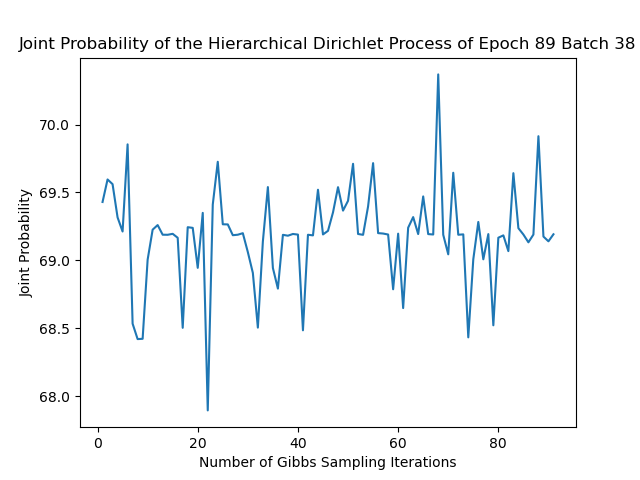 Joint Probability of the Hierarchical Dirichlet Process of Epoch 89 Batch 38
70.0
69.5
69.0
68.5
68.0
Joint Probability
0 20 40 60 80
Number of Gibbs Sampling Iterations